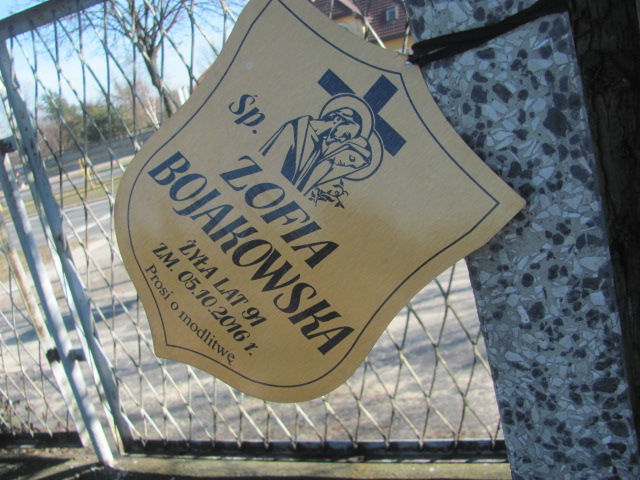 Śp.
ZOFIA
BOJAKOWSKA
ŻYŁA LAT 91
ZM. 05.10.2016 r.
Prosi o modlitwę